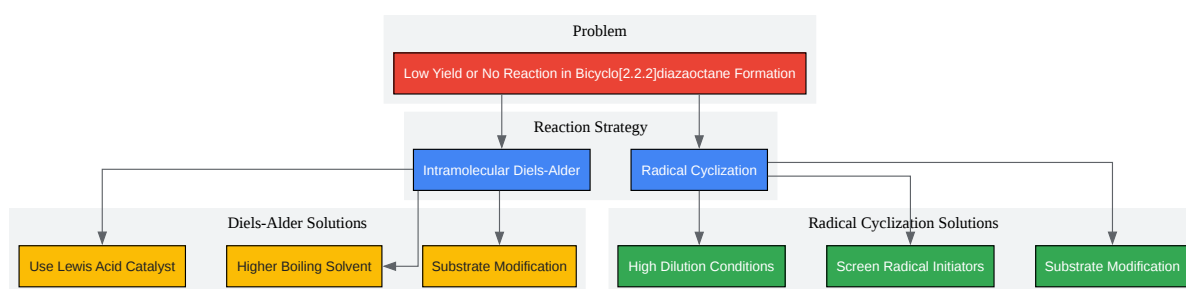 Problem
Low Yield or No Reaction in Bicyclo[2.2.2]diazaoctane Formation
Reaction Strategy
Intramolecular Diels-Alder
Radical Cyclization
Diels-Alder Solutions
Radical Cyclization Solutions
Use Lewis Acid Catalyst
Higher Boiling Solvent
Substrate Modification
High Dilution Conditions
Screen Radical Initiators
Substrate Modification